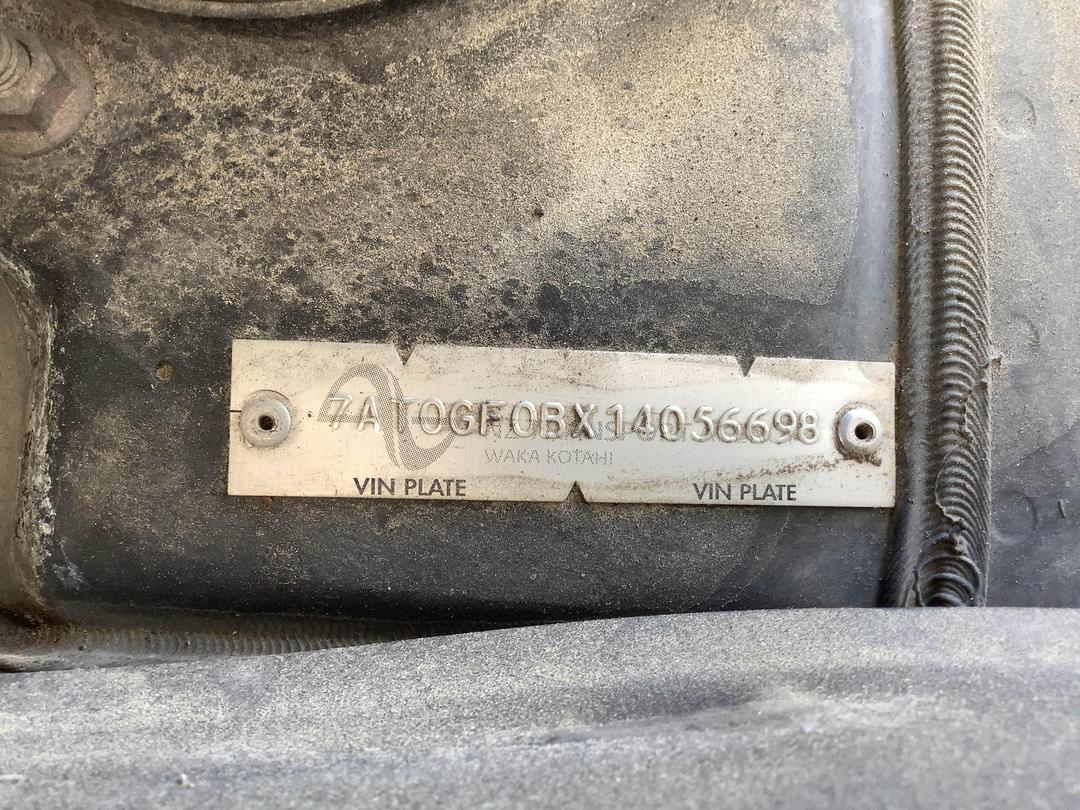 7AT0GF0BX14056698
WAKA KOTAHI
VIN PLATE VIN PLATE